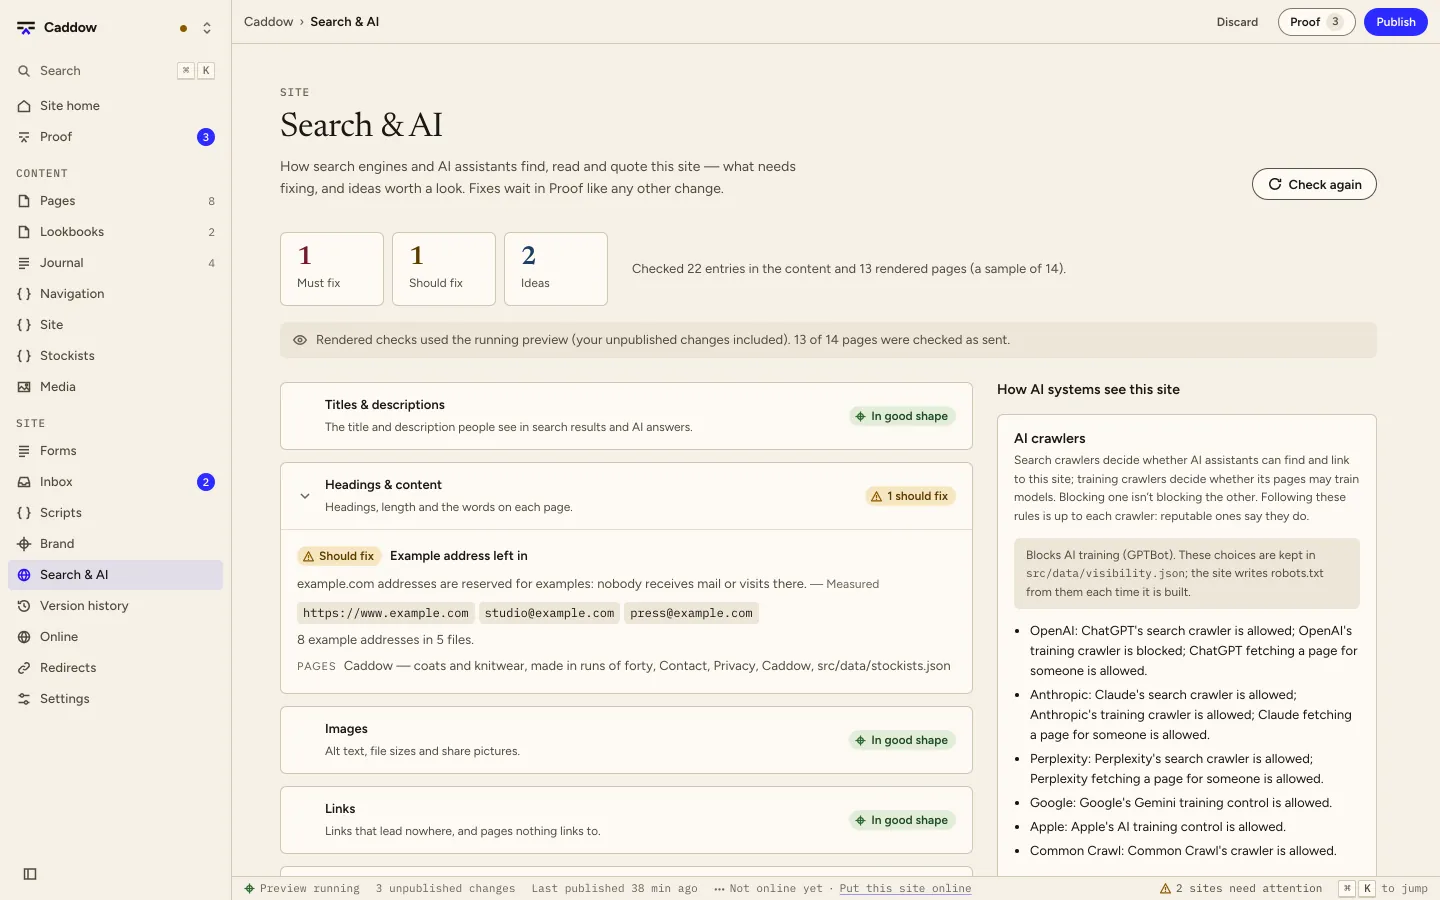 Caddow
Search ⌘ K
Site home
Proof 3
CONTENT
Pages 8
Lookbooks 2
Journal 4
Navigation
Site
Stockists
Media
SITE
Forms
Inbox 2
Scripts
Brand
Search & AI
Version history
Online
Redirects
Settings
Caddow › Search & AI
Discard
Proof 3
Publish
SITE
Search & AI
How search engines and AI assistants find, read and quote this site — what needs
fixing, and ideas worth a look. Fixes wait in Proof like any other change.
Check again
1
Must fix
1
Should fix
2
Ideas
Checked 22 entries in the content and 13 rendered pages (a sample of 14).
Rendered checks used the running preview (your unpublished changes included). 13 of 14 pages were checked as sent.
Titles & descriptions
The title and description people see in search results and AI answers.
In good shape
Headings & content
Headings, length and the words on each page.
1 should fix
Should fix Example address left in
example.com addresses are reserved for examples: nobody receives mail or visits there. — Measured
https://www.example.com studio@example.com press@example.com
8 example addresses in 5 files.
PAGES Caddow — coats and knitwear, made in runs of forty, Contact, Privacy, Caddow, src/data/stockists.json
Images
Alt text, file sizes and share pictures.
In good shape
Links
Links that lead nowhere, and pages nothing links to.
In good shape
How AI systems see this site
AI crawlers
Search crawlers decide whether AI assistants can find and link
to this site; training crawlers decide whether its pages may train
models. Blocking one isn't blocking the other. Following these
rules is up to each crawler: reputable ones say they do.
Blocks AI training (GPTBot). These choices are kept in
src/data/visibility.json; the site writes robots.txt
from them each time it is built.
• OpenAI: ChatGPT's search crawler is allowed; OpenAI's
training crawler is blocked; ChatGPT fetching a page for
someone is allowed.
• Anthropic: Claude's search crawler is allowed;
Anthropic's training crawler is allowed; Claude fetching
a page for someone is allowed.
• Perplexity: Perplexity's search crawler is allowed;
Perplexity fetching a page for someone is allowed.
• Google: Google's Gemini training control is allowed.
• Apple: Apple's AI training control is allowed.
• Common Crawl: Common Crawl's crawler is allowed.
Preview running 3 unpublished changes Last published 38 min ago ••• Not online yet · Put this site online
2 sites need attention ⌘ K to jump